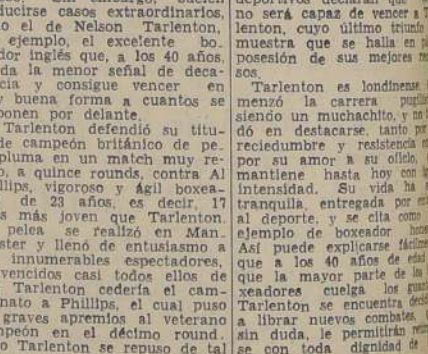 ducirse casos extraordinarios,
o el de Nelson Tarlenton,
ejemplo, el excelente bo-
dor inglés que, a los 40 años,
da la menor señal de deca-
cia y consigue vencer en
y buena forma a cuantos se
ponen por delante.
Tarlenton defendió su titu-
de campeón británico de pe-
pluma en un match muy re-
o, a quince rounds, contra Al
llips, vigoroso y ágil boxea-
de 23 años, es decir, 17
s más joven que Tarlenton.
pelea se realizó en Man-
ster y llenó de entusiasmo a
innumerables espectadores,
vencidos casi todos ellos de
Tarlenton cedería el cam-
nato a Phillips, el cual puso
graves apremios al veterano
mpeón en el décimo round.
o Tarlenton se repuso de tal
no será capaz de vencer a T
lenton, cuyo último triunfo
muestra que se halla en p
posesión de sus mejores
sos.
Tarlenton es londinense.
menzó la carrera
siendo un muchachito, y no
dó en destacarse, tanto por
reciedumbre y resistencia
por su amor a su oficio,
mantiene hasta hoy con
intensidad. Su vida ha
tranquila, entregada por
al deporte, y se cita como
ejemplo de boxeador
Así puede explicarse
que a los 40 años de edad
que la mayor parte de los
xeadores cuelga los
Tarlenton se encuentra
a librar nuevos combates,
sin duda, le permitirán
se con toda dignidad de